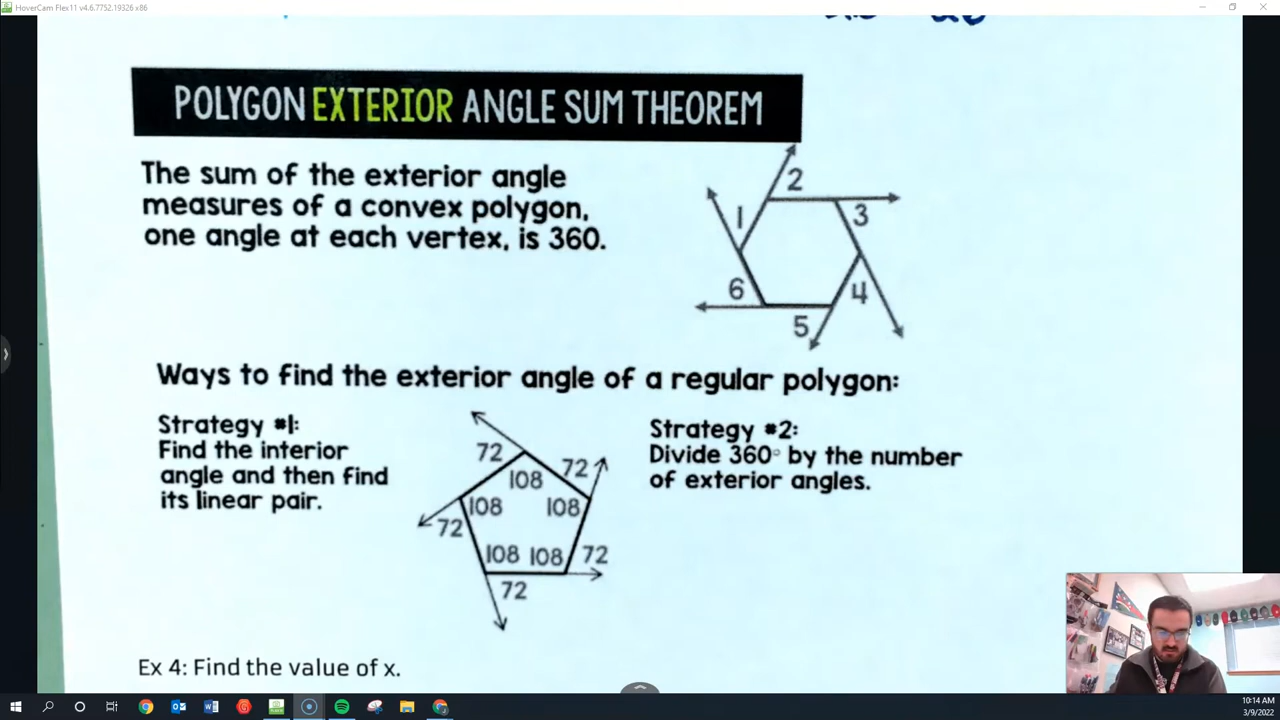 HoverCam Flex11 v4.6.7752.19326 x86
POLYGON EXTERIOR ANGLE SUM THEOREM
The sum of the exterior angle
measures of a convex polygon,
one angle at each vertex, is 360.
2
1
3
6
4
5
Ways to find the exterior angle of a regular polygon:
Strategy #1:
Find the interior
angle and then find
its linear pair.
72
72
108
108
108
72
108
108
72
72
Strategy #2:
Divide 360° by the number
of exterior angles.
Ex 4: Find the value of x.
10:14 AM
3/9/2022